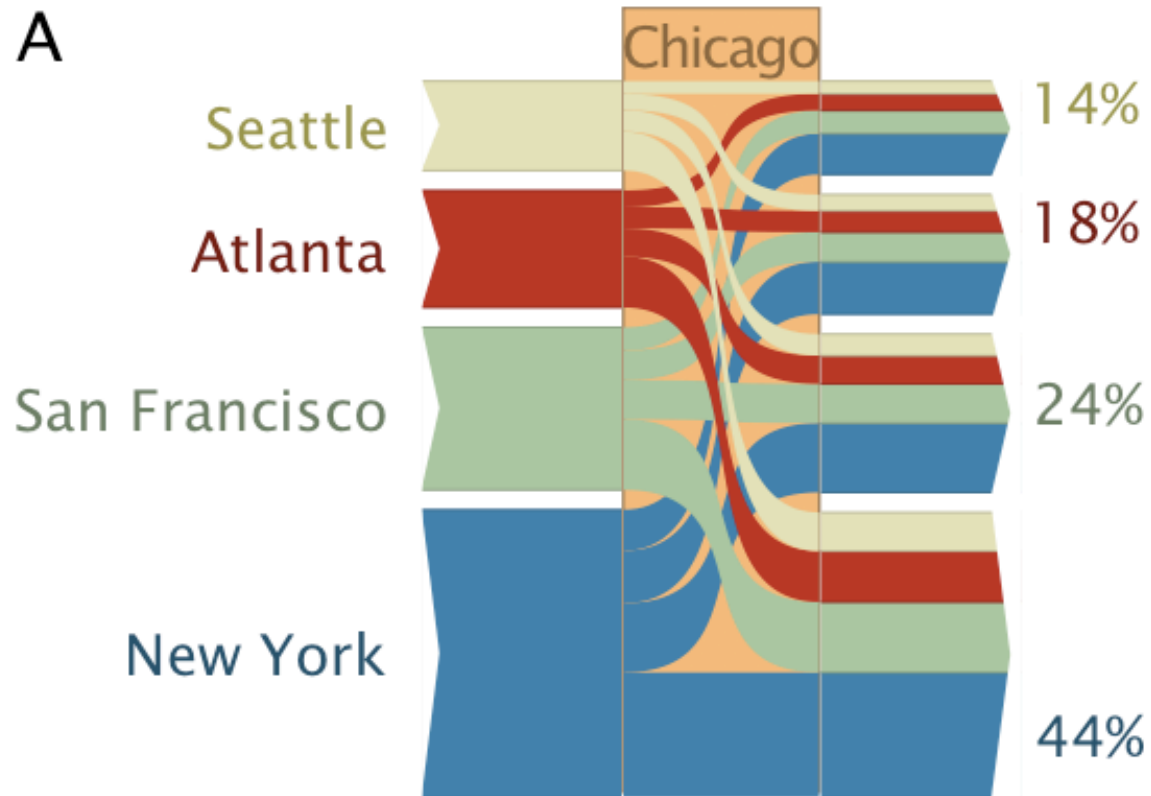 A
Chicago
Seattle
14%
Atlanta
18%
San Francisco
24%
New York
44%